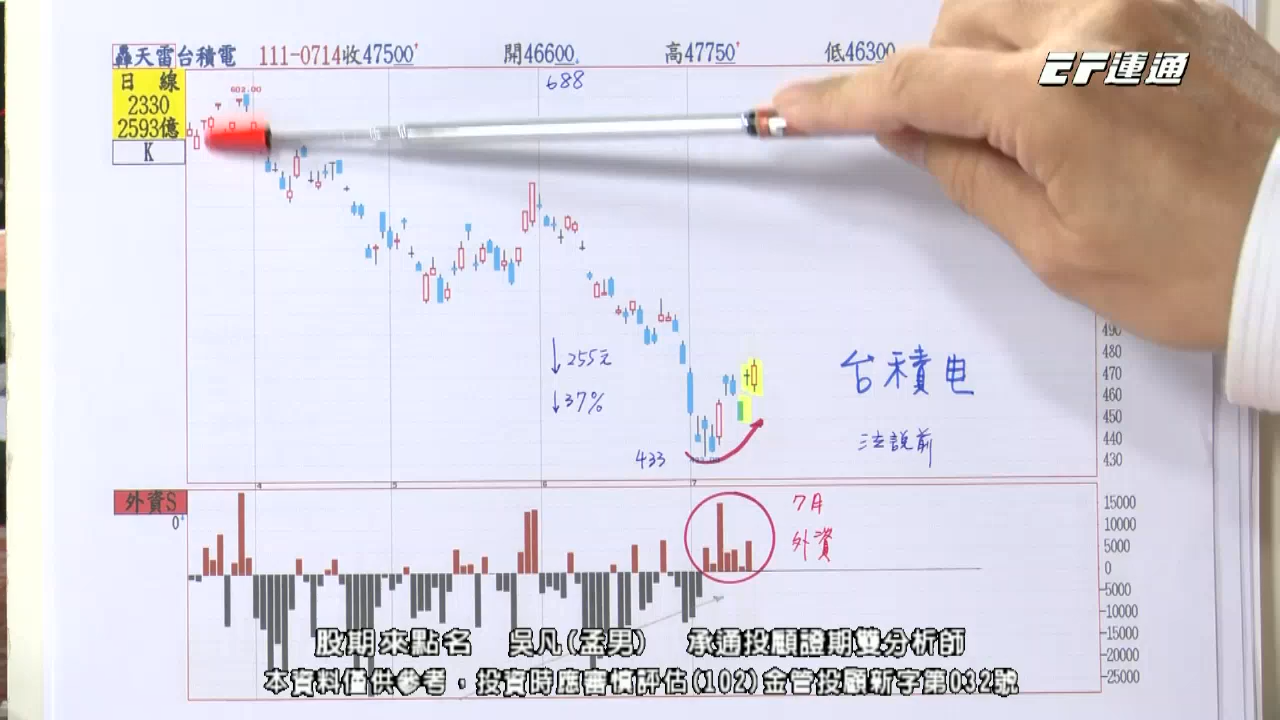 轟天雷台積電 111-0714收47500' 開46600. 高47750' 低46300
EF運通
日 線
2330
2593億
K
688
602.00
490
480
470
460
450
440
430
↓255元
↓37%
433
台積电
法說前
4 5 6 7
外資S
0
7月
外資
15000
10000
5000
0
-5000
-10000
-15000
-20000
-25000
股期來點名 吳凡(孟男) 承通投顧證期雙分析師
本資料僅供參考，投資時應審慎評估(102)金管投顧新字第032號